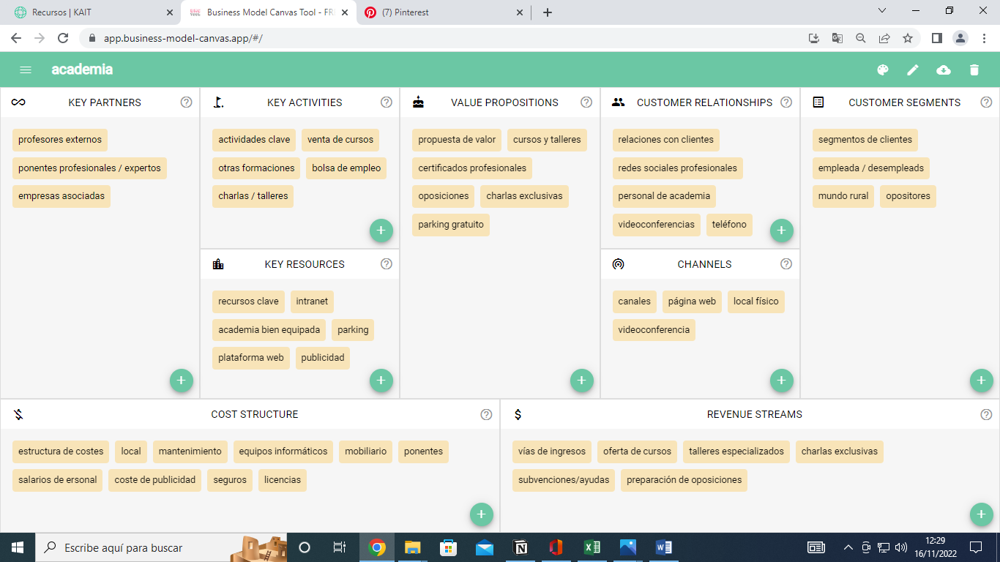 Recursos | KAIT
Business Model Canvas Tool - FR
(7) Pinterest
app.business-model-canvas.app/#/
academia
KEY PARTNERS
profesores externos
ponentes profesionales / expertos
empresas asociadas
KEY ACTIVITIES
actividades clave venta de cursos
otras formaciones bolsa de empleo
charlas / talleres
KEY RESOURCES
recursos clave intranet
academia bien equipada parking
plataforma web publicidad
VALUE PROPOSITIONS
propuesta de valor cursos y talleres
certificados profesionales
oposiciones charlas exclusivas
parking gratuito
CUSTOMER RELATIONSHIPS
relaciones con clientes
redes sociales profesionales
personal de academia
videoconferencias teléfono
CHANNELS
canales página web local físico
videoconferencia
CUSTOMER SEGMENTS
segmentos de clientes
empleada / desempleads
mundo rural opositores
COST STRUCTURE
estructura de costes local mantenimiento equipos informáticos mobiliario ponentes
salarios de ersonal coste de publicidad seguros licencias
REVENUE STREAMS
vías de ingresos oferta de cursos talleres especializados charlas exclusivas
subvenciones/ayudas preparación de oposiciones
Escribe aquí para buscar
12:29
16/11/2022